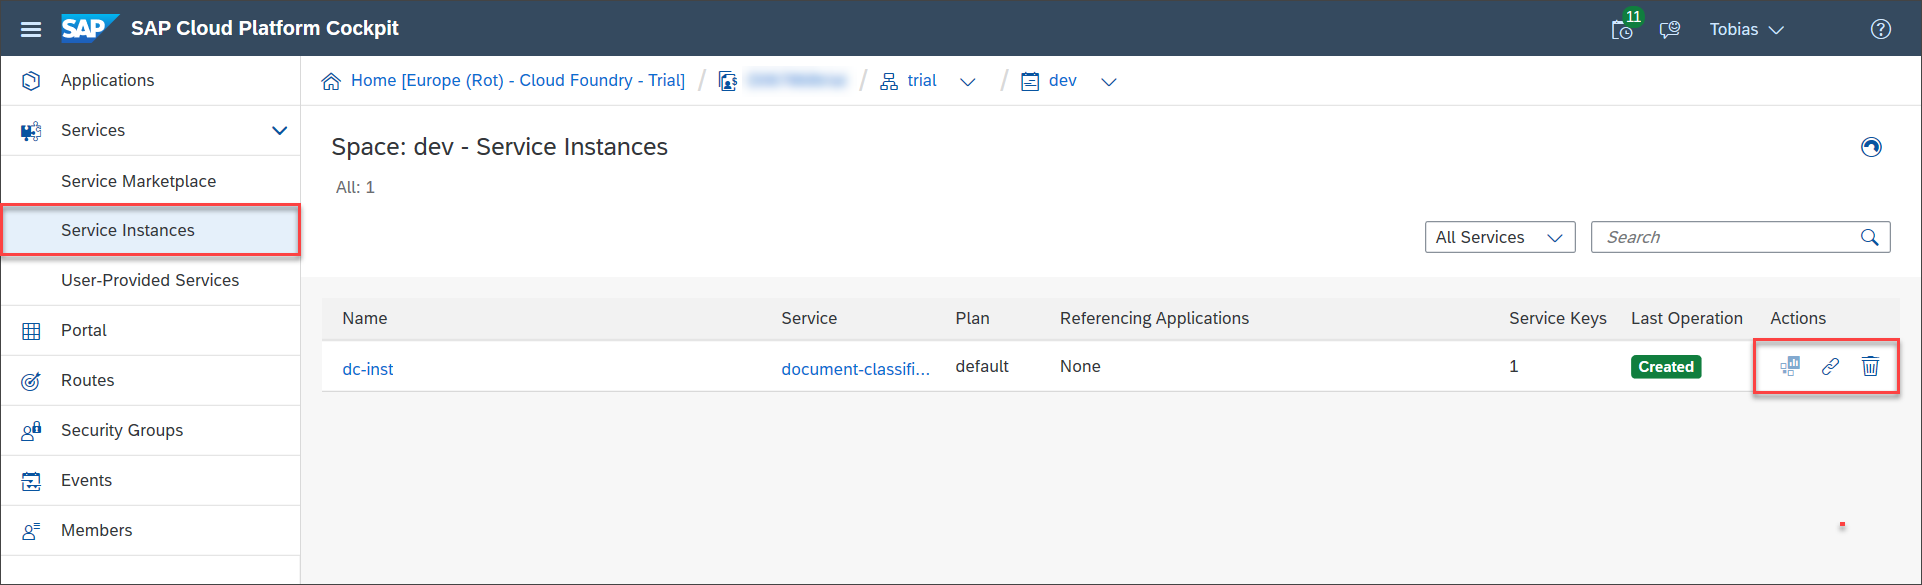 SAP SAP Cloud Platform Cockpit 11 Tobias
Applications
Services
Service Marketplace
Service Instances
User-Provided Services
Portal
Routes
Security Groups
Events
Members
Home [Europe (Rot) - Cloud Foundry - Trial] / / trial / dev
Space: dev - Service Instances
All: 1
All Services Search
Name Service Plan Referencing Applications Service Keys Last Operation Actions
dc-inst document-classifi... default None 1 Created